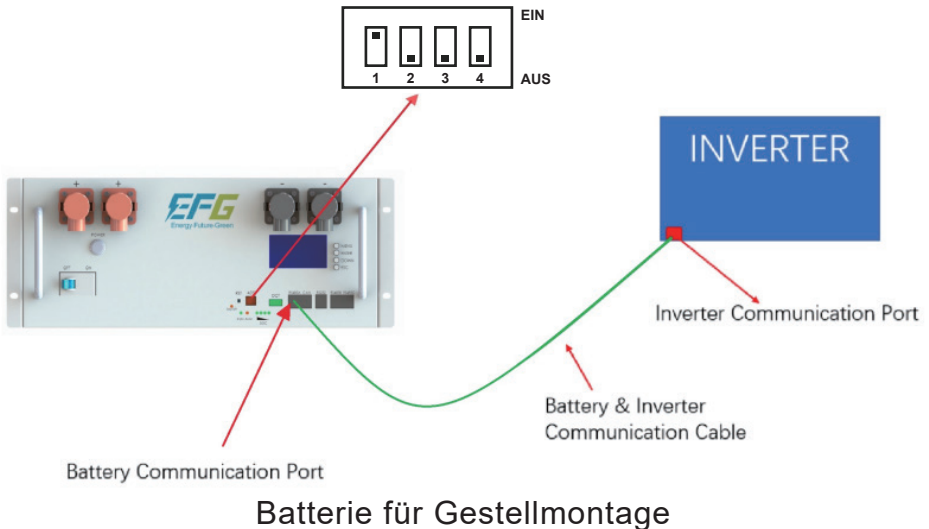 EIN
1 2 3 4
AUS
INVERTER
+ +
- -
EFG
Energy Future Green
POWER
Inverter Communication Port
Battery & Inverter
Communication Cable
Battery Communication Port
Batterie für Gestellmontage